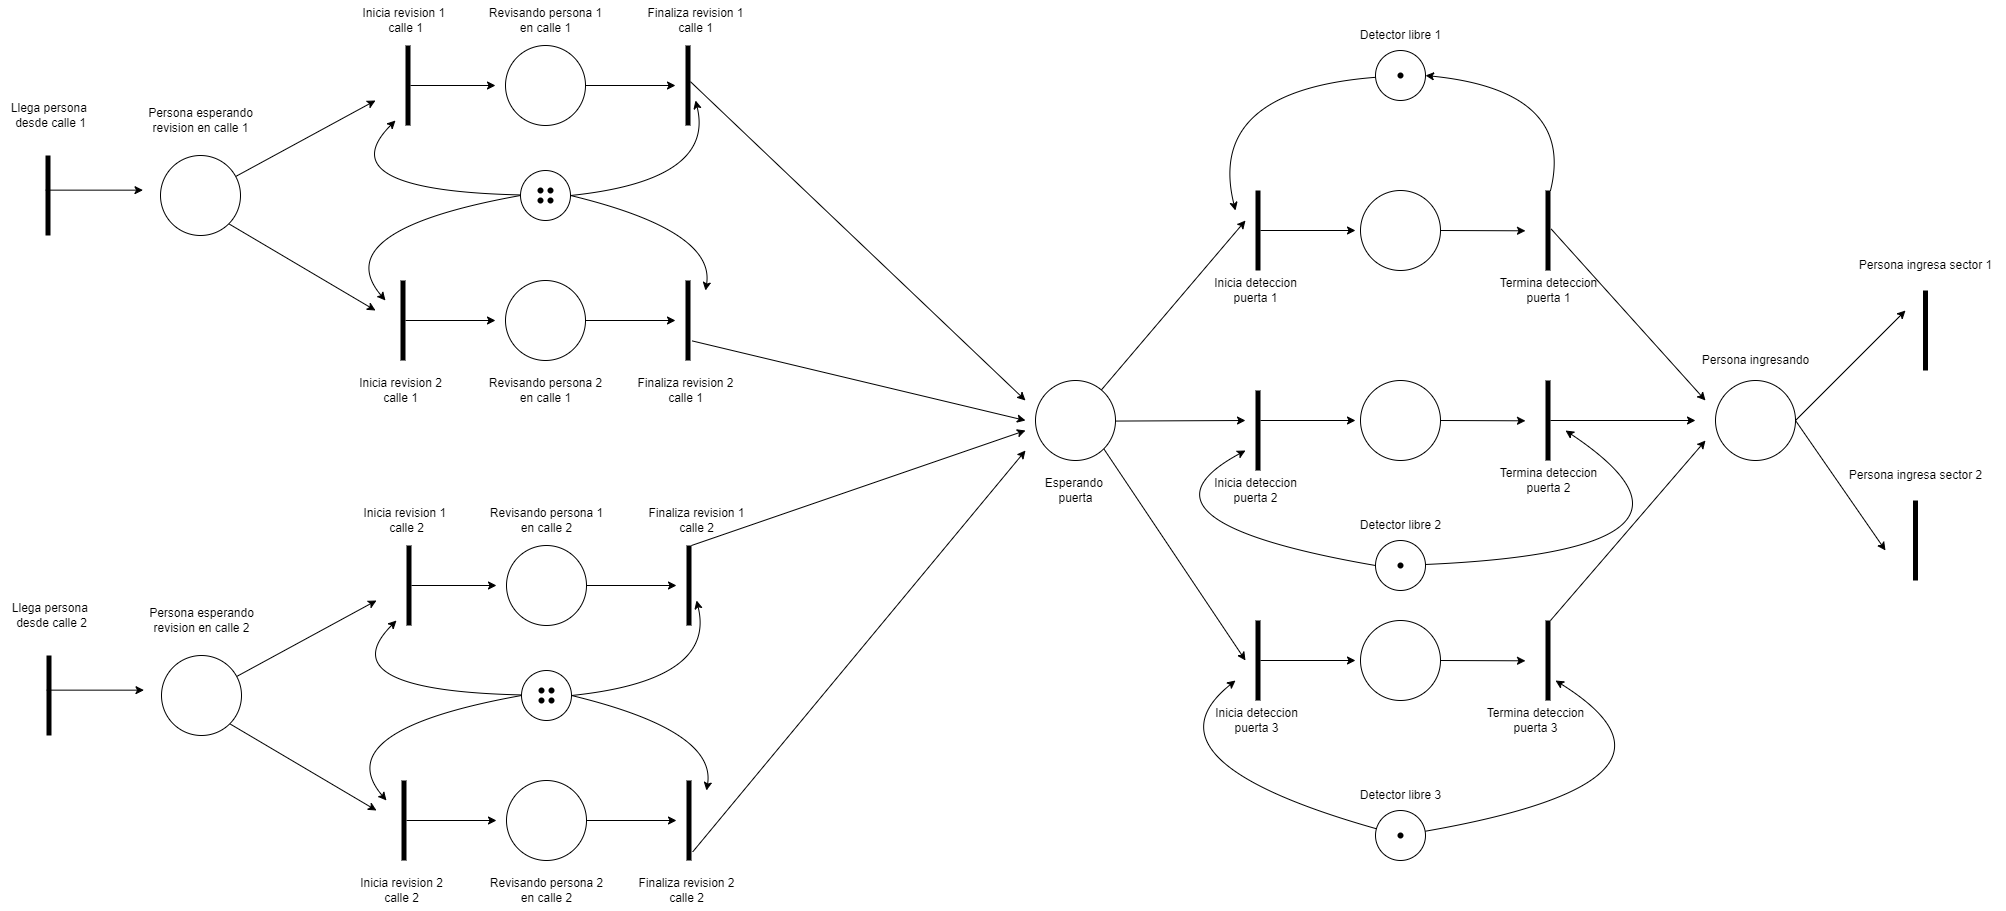 Inicia revision 1
calle 1
Revisando persona 1
en calle 1
Finaliza revision 1
calle 1
Detector libre 1
Llega persona
desde calle 1
Persona esperando
revision en calle 1
Inicia deteccion
puerta 1
Termina deteccion
puerta 1
Persona ingresa sector 1
Persona ingresando
Inicia revision 2
calle 1
Revisando persona 2
en calle 1
Finaliza revision 2
calle 1
Esperando
puerta
Inicia deteccion
puerta 2
Termina deteccion
puerta 2
Persona ingresa sector 2
Inicia revision 1
calle 2
Revisando persona 1
en calle 2
Finaliza revision 1
calle 2
Detector libre 2
Llega persona
desde calle 2
Persona esperando
revision en calle 2
Inicia deteccion
puerta 3
Termina deteccion
puerta 3
Detector libre 3
Inicia revision 2
calle 2
Revisando persona 2
en calle 2
Finaliza revision 2
calle 2